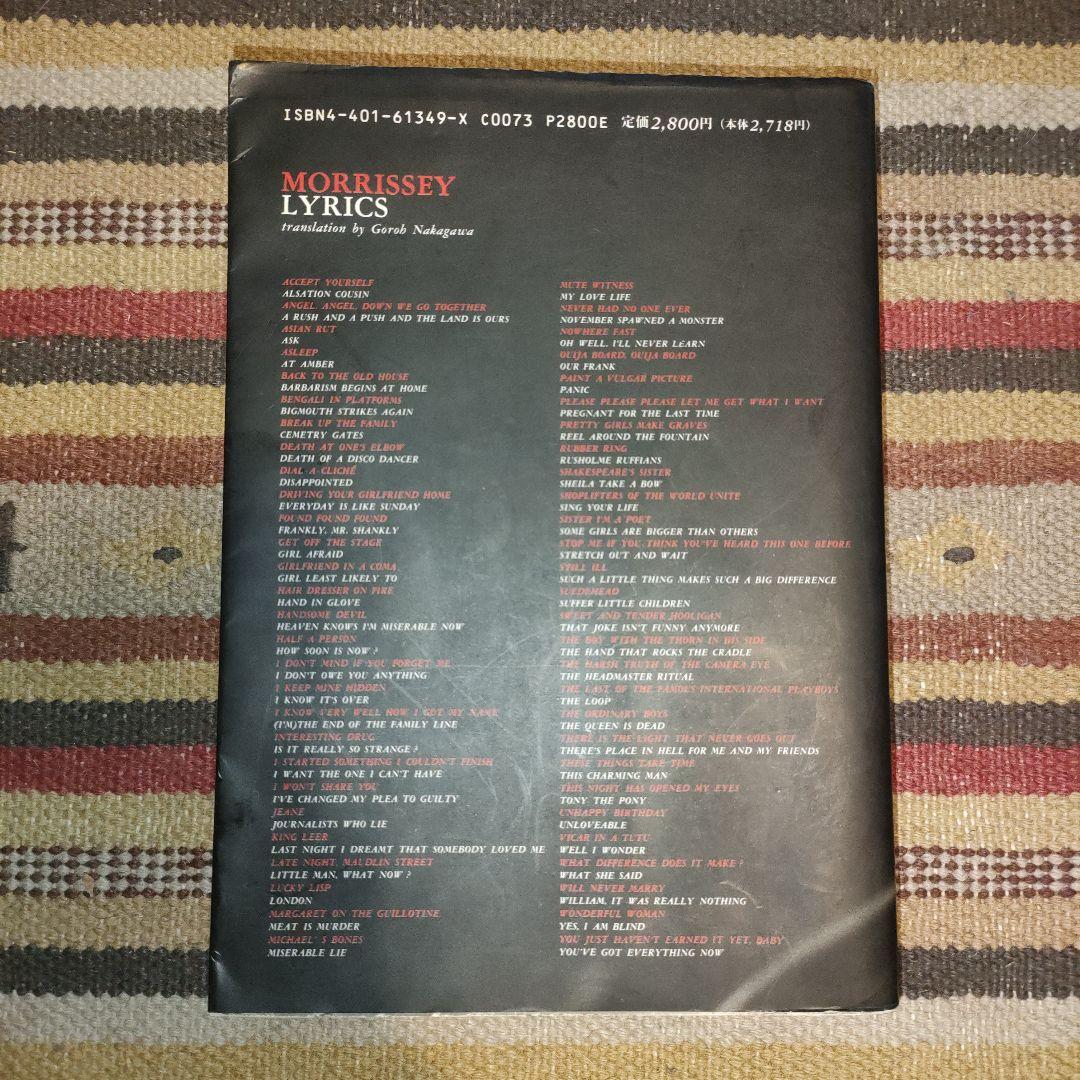 ISBN4-401-61349-X C0073 P2800E 定価2,800円（本体2,718円）
MORRISSEY
LYRICS
translation by Goroh Nakagawa
ACCEPT YOURSELF
ALSATION COUSIN
ANGEL, ANGEL, DOWN WE GO TOGETHER
A RUSH AND A PUSH AND THE LAND IS OURS
ASIAN RUT
ASK
ASLEEP
AT AMBER
BACK TO THE OLD HOUSE
BARBARISM BEGINS AT HOME
BENGALI IN PLATFORMS
BIGMOUTH STRIKES AGAIN
BREAK UP THE FAMILY
CEMETRY GATES
DEATH AT ONE'S ELBOW
DEATH OF A DISCO DANCER
DIAL-A-CLICHÉ
DISAPPOINTED
DRIVING YOUR GIRLFRIEND HOME
EVERYDAY IS LIKE SUNDAY
FOUND FOUND FOUND
FRANKLY, MR. SHANKLY
GET OFF THE STAGE
GIRL AFRAID
GIRLFRIEND IN A COMA
GIRL LEAST LIKELY TO
HAIR DRESSER ON FIRE
HAND IN GLOVE
HANDSOME DEVIL
HEAVEN KNOWS I'M MISERABLE NOW
HALF A PERSON
HOW SOON IS NOW ?
I DON'T MIND IF YOU FORGET ME
I DON'T OWE YOU ANYTHING
I KEEP MINE HIDDEN
I KNOW IT'S OVER
I KNOW VERY WELL HOW I GOT MY NAME
(I'M)THE END OF THE FAMILY LINE
INTERESTING DRUG
IS IT REALLY SO STRANGE ?
I STARTED SOMETHING I COULDN'T FINISH
I WANT THE ONE I CAN'T HAVE
I WON'T SHARE YOU
I'VE CHANGED MY PLEA TO GUILTY
JEANE
JOURNALISTS WHO LIE
KING LEER
LAST NIGHT I DREAMT THAT SOMEBODY LOVED ME
LATE NIGHT, MAUDLIN STREET
LITTLE MAN, WHAT NOW ?
LUCKY LISP
LONDON
MARGARET ON THE GUILLOTINE
MEAT IS MURDER
MICHAEL' S BONES
MISERABLE LIE
MUTE WITNESS
MY LOVE LIFE
NEVER HAD NO ONE EVER
NOVEMBER SPAWNED A MONSTER
NOWHERE FAST
OH WELL, I'LL NEVER LEARN
OUIJA BOARD, OUIJA BOARD
OUR FRANK
PAINT A VULGAR PICTURE
PANIC
PLEASE PLEASE PLEASE LET ME GET WHAT I WANT
PREGNANT FOR THE LAST TIME
PRETTY GIRLS MAKE GRAVES
REEL AROUND THE FOUNTAIN
RUBBER RING
RUSHOLME RUFFIANS
SHAKESPEARE'S SISTER
SHEILA TAKE A BOW
SHOPLIFTERS OF THE WORLD UNITE
SING YOUR LIFE
SISTER I'M A POET
SOME GIRLS ARE BIGGER THAN OTHERS
STOP ME IF YOU THINK YOU'VE HEARD THIS ONE BEFORE
STRETCH OUT AND WAIT
STILL ILL
SUCH A LITTLE THING MAKES SUCH A BIG DIFFERENCE
SUEDEHEAD
SUFFER LITTLE CHILDREN
SWEET AND TENDER HOOLIGAN
THAT JOKE ISN'T FUNNY ANYMORE
THE BOY WITH THE THORN IN HIS SIDE
THE HAND THAT ROCKS THE CRADLE
THE HARSH TRUTH OF THE CAMERA EYE
THE HEADMASTER RITUAL
THE LAST OF THE FAMOUS INTERNATIONAL PLAYBOYS
THE LOOP
THE ORDINARY BOYS
THE QUEEN IS DEAD
THERE IS THE LIGHT THAT NEVER GOES OUT
THERE'S PLACE IN HELL FOR ME AND MY FRIENDS
THESE THINGS TAKE TIME
THIS CHARMING MAN
THIS NIGHT HAS OPENED MY EYES
TONY THE PONY
UNHAPPY BIRTHDAY
UNLOVEABLE
VICAR IN A TUTU
WELL I WONDER
WHAT DIFFERENCE DOES IT MAKE ?
WHAT SHE SAID
WILL NEVER MARRY
WILLIAM, IT WAS REALLY NOTHING
WONDERFUL WOMAN
YES, I AM BLIND
YOU JUST HAVEN'T EARNED IT YET, BABY
YOU'VE GOT EVERYTHING NOW